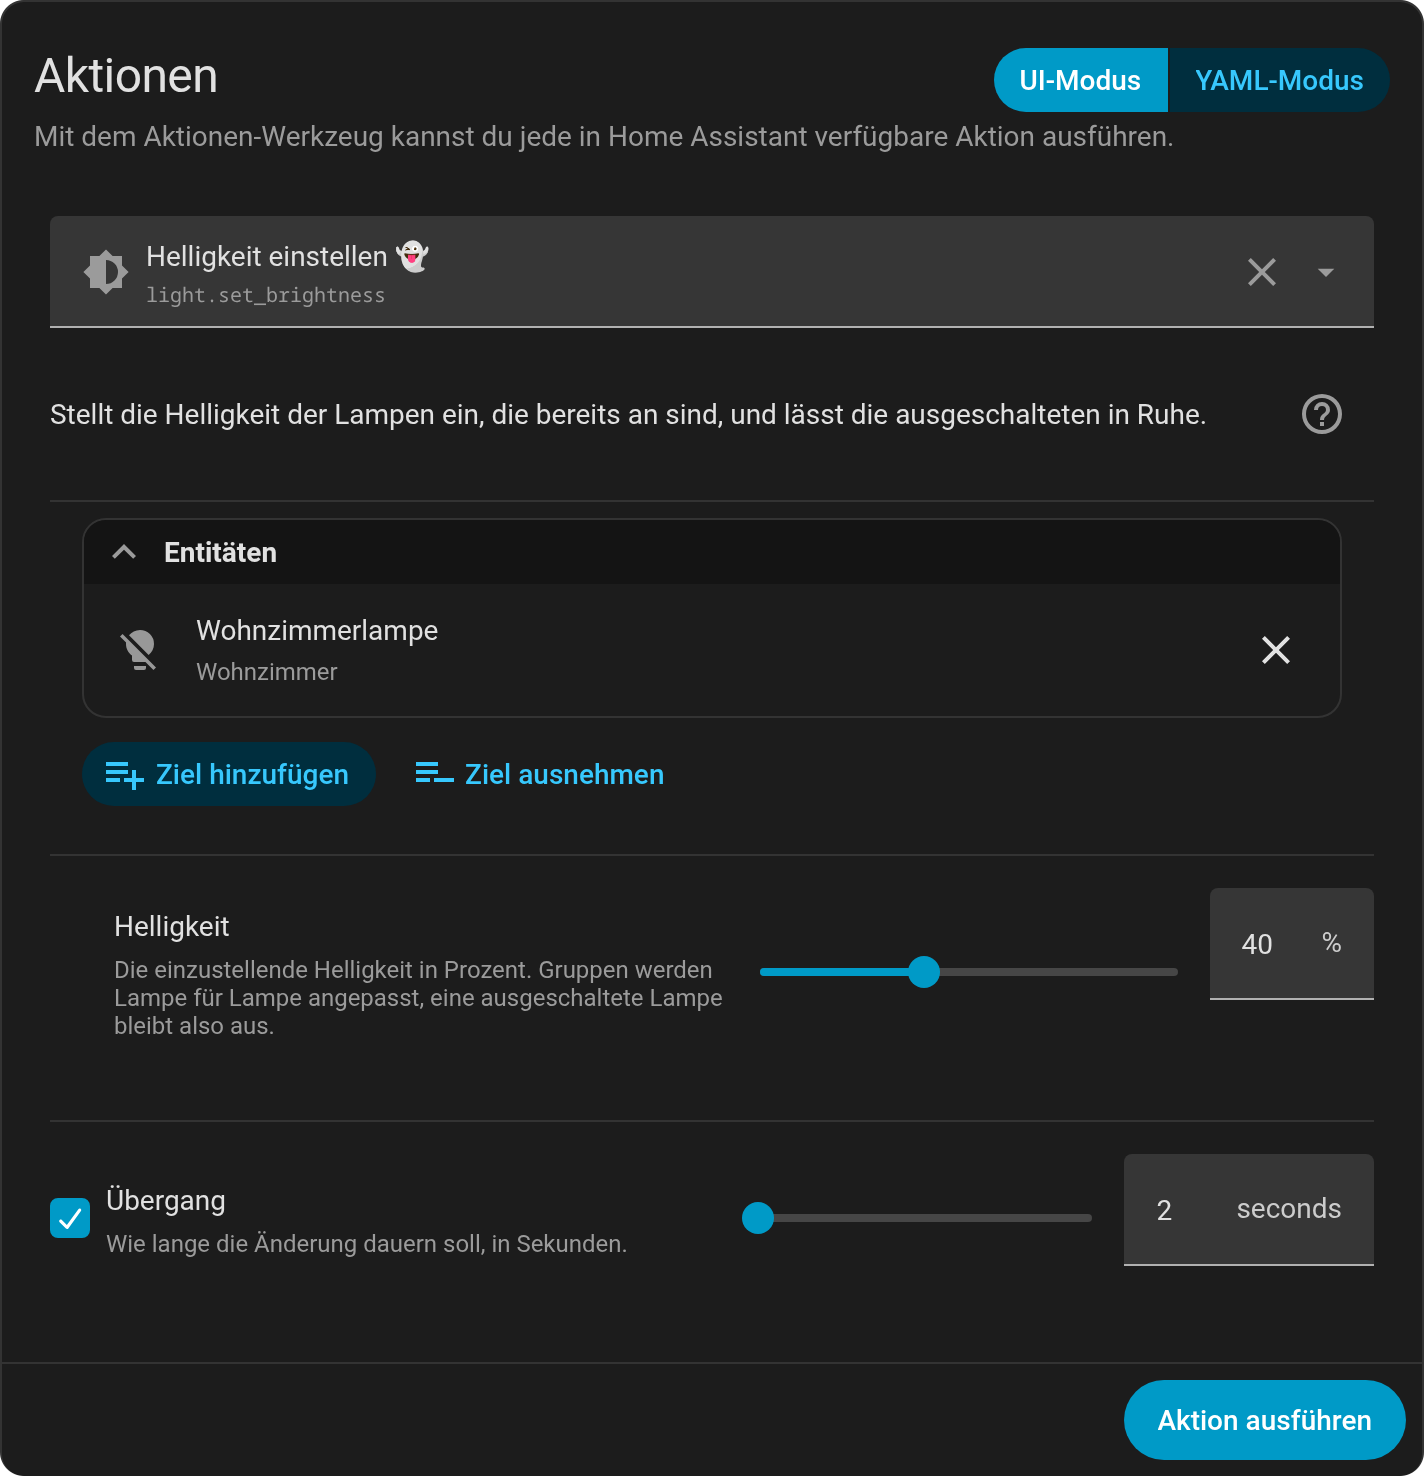 Aktionen
UI-Modus
YAML-Modus
Mit dem Aktionen-Werkzeug kannst du jede in Home Assistant verfügbare Aktion ausführen.
Helligkeit einstellen 👻
light.set_brightness
Stellt die Helligkeit der Lampen ein, die bereits an sind, und lässt die ausgeschalteten in Ruhe.
Entitäten
Wohnzimmerlampe
Wohnzimmer
Ziel hinzufügen
Ziel ausnehmen
Helligkeit
Die einzustellende Helligkeit in Prozent. Gruppen werden
Lampe für Lampe angepasst, eine ausgeschaltete Lampe
bleibt also aus.
40 %
Übergang
Wie lange die Änderung dauern soll, in Sekunden.
2 seconds
Aktion ausführen